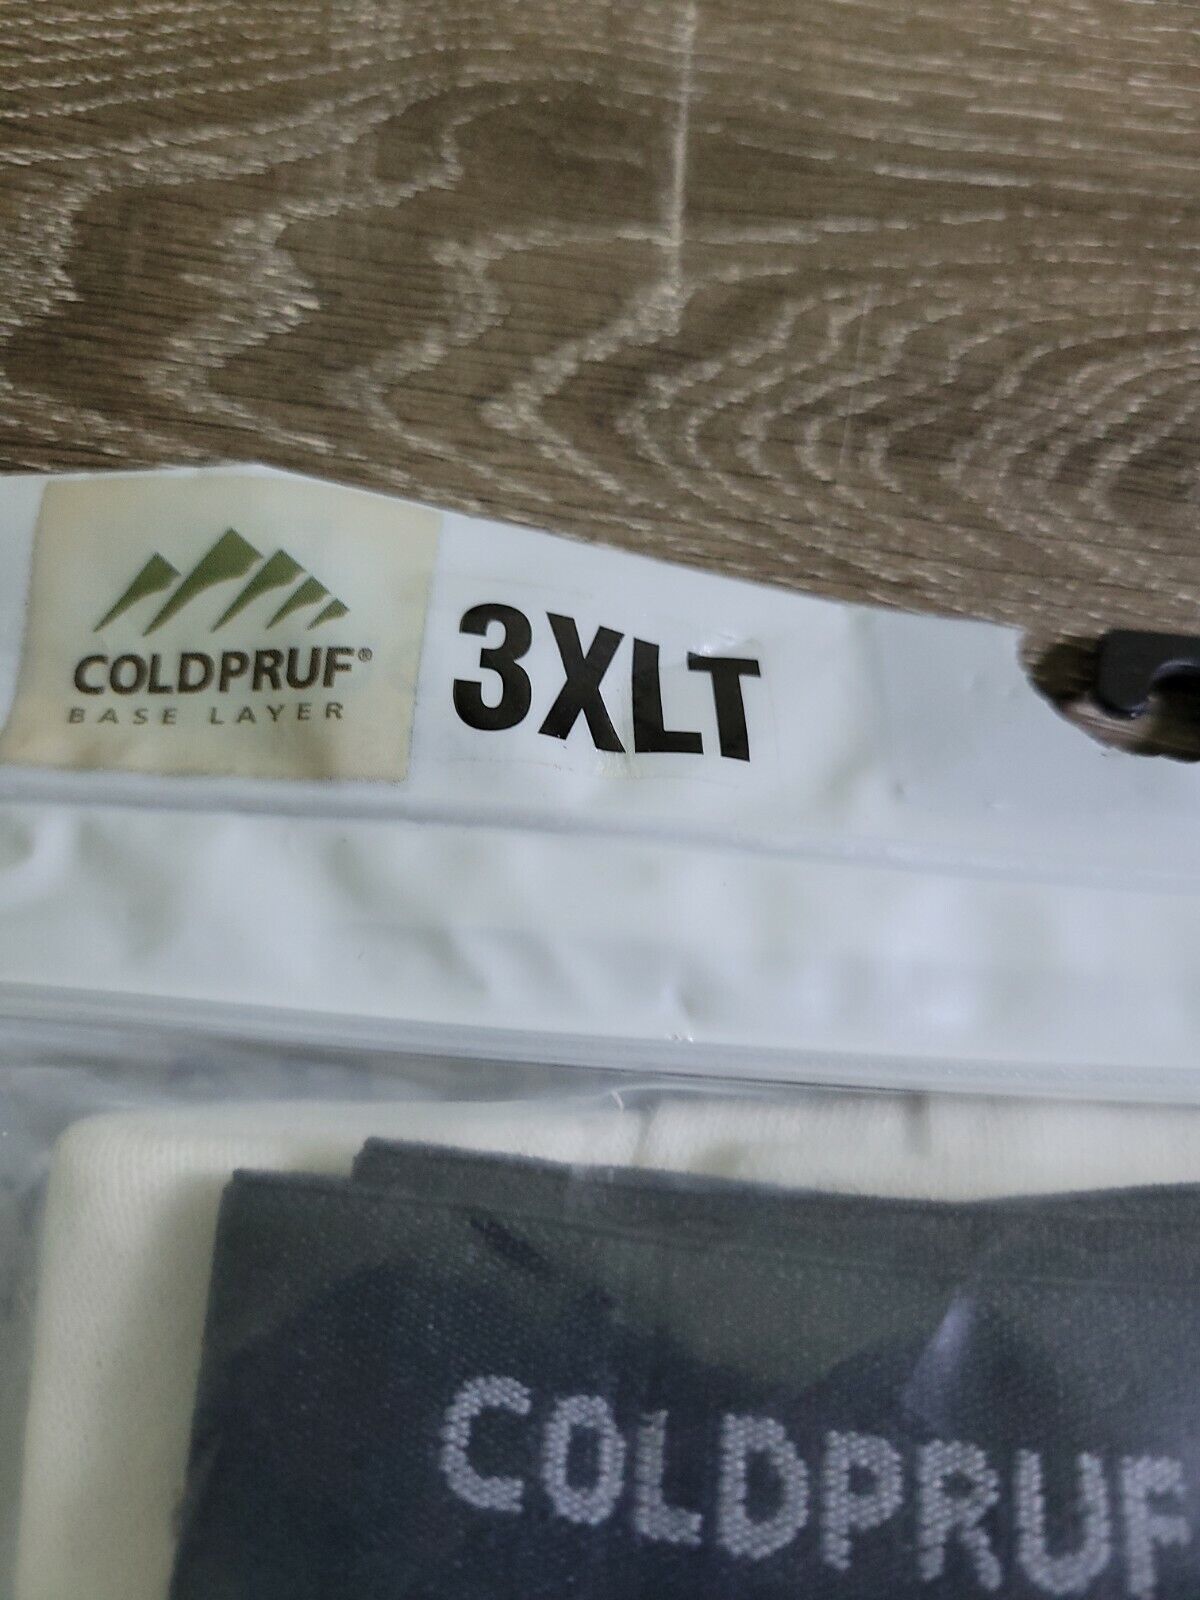 COLDPRUF®
BASE LAYER
3XLT
COLDPRUF